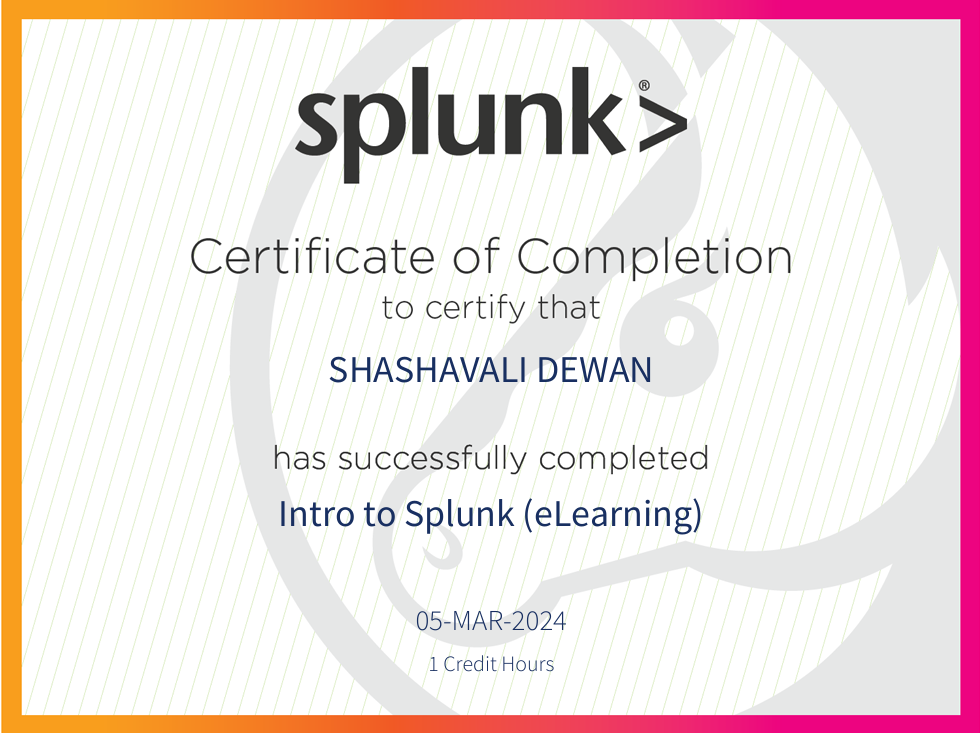 splunk>®
Certificate of Completion
to certify that
SHASHAVALI DEWAN
has successfully completed
Intro to Splunk (eLearning)
05-MAR-2024
1 Credit Hours